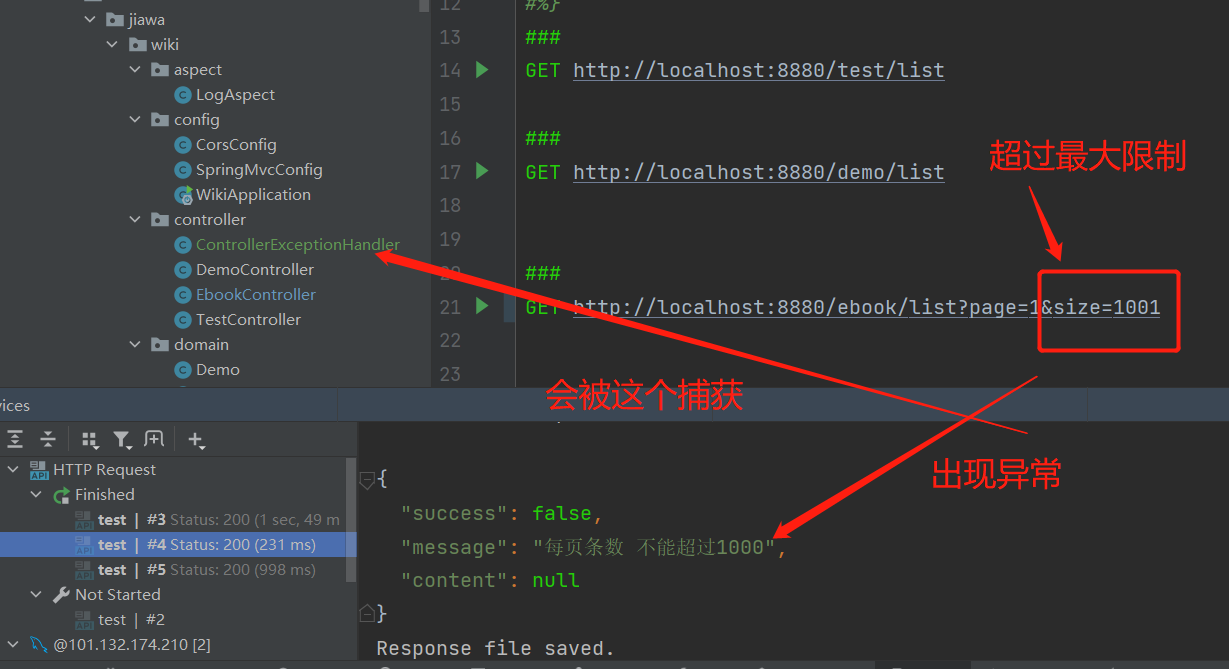 jiawa
wiki
aspect
LogAspect
config
CorsConfig
SpringMvcConfig
WikiApplication
controller
ControllerExceptionHandler
DemoController
EbookController
TestController
domain
Demo
12 #%}
13 ###
14 GET http://localhost:8880/test/list
15
16 ###
17 GET http://localhost:8880/demo/list
18
19
20 ###
21 GET http://localhost:8880/ebook/list?page=1&size=1001
22
23
超过最大限制
会被这个捕获
出现异常
vices
HTTP Request
Finished
test | #3 Status: 200 (1 sec, 49 m
test | #4 Status: 200 (231 ms)
test | #5 Status: 200 (998 ms)
Not Started
test | #2
@101.132.174.210 [2]
{
"success": false,
"message": "每页条数 不能超过1000",
"content": null
}
Response file saved.